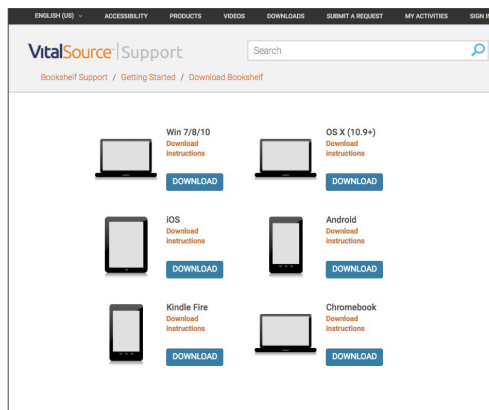 ENGLISH (US) ACCESSIBILITY PRODUCTS VIDEOS DOWNLOADS SUBMIT A REQUEST MY ACTIVITIES SIGN
VitalSource Support
Search
Bookshelf Support / Getting Started / Download Bookshelf
Win 7/8/10
Download
instructions
DOWNLOAD
OS X (10.9+)
Download
instructions
DOWNLOAD
iOS
Download
instructions
DOWNLOAD
Android
Download
instructions
DOWNLOAD
Kindle Fire
Download
instructions
DOWNLOAD
Chromebook
Download
instructions
DOWNLOAD